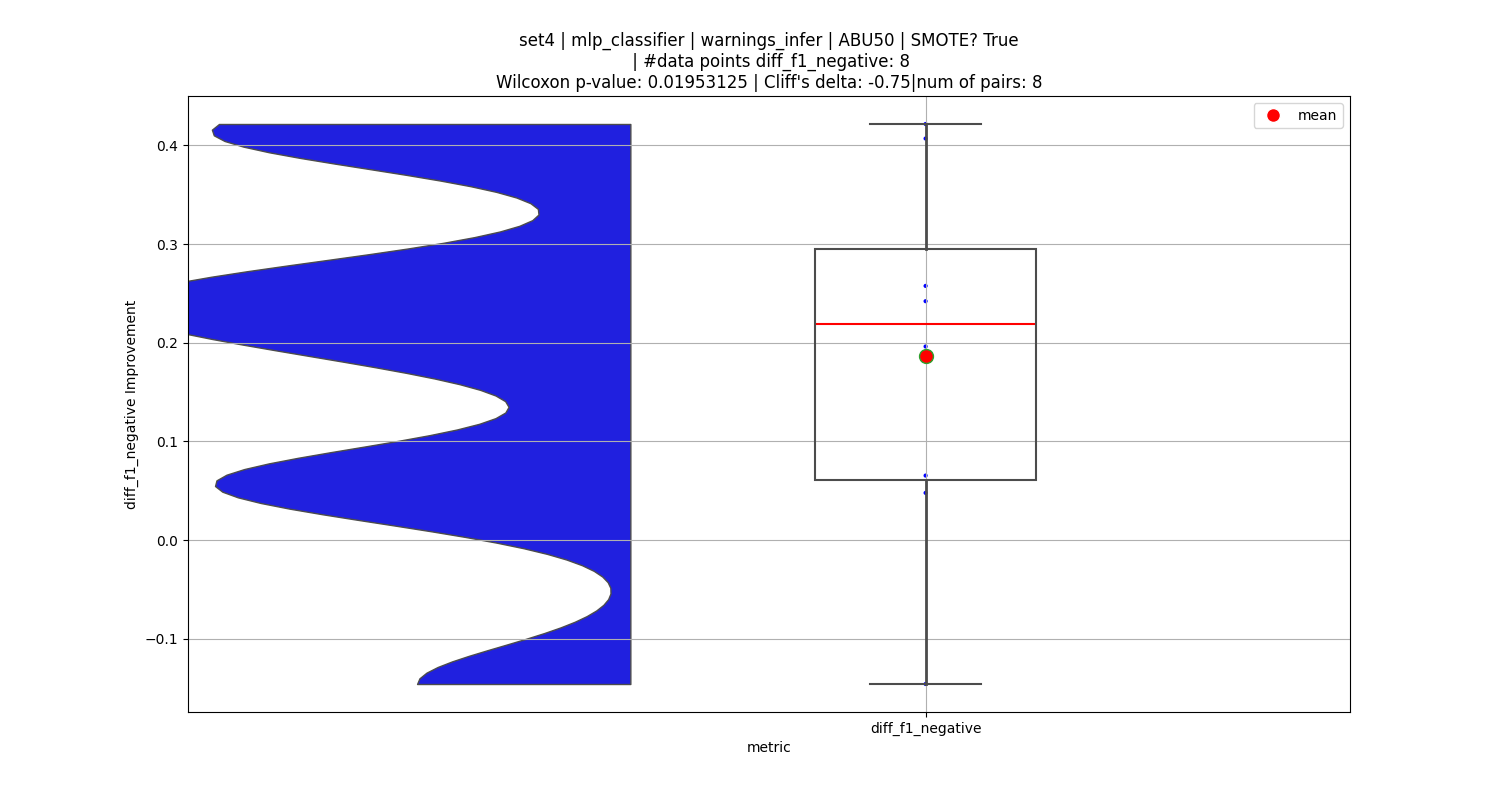 set4 | mlp_classifier | warnings_infer | ABU50 | SMOTE? True
| #data points diff_f1_negative: 8
Wilcoxon p-value: 0.01953125 | Cliff's delta: -0.75|num of pairs: 8
mean
0.4
0.3
0.2
0.1
0.0
−0.1
diff_f1_negative Improvement
diff_f1_negative
metric